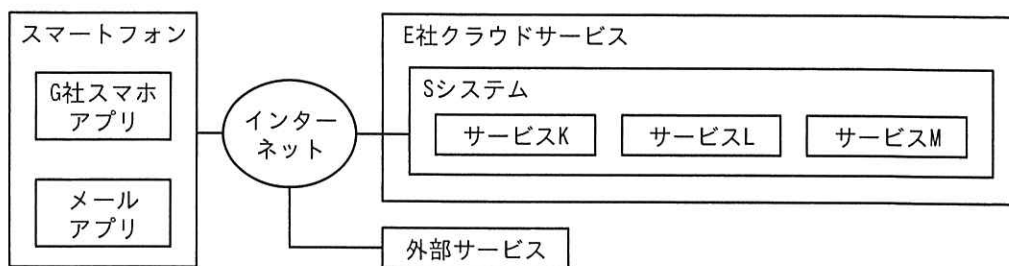 スマートフォン
G社スマホ
アプリ
メール
アプリ
インター
ネット
E社クラウドサービス
Sシステム
サービスK
サービスL
サービスM
外部サービス